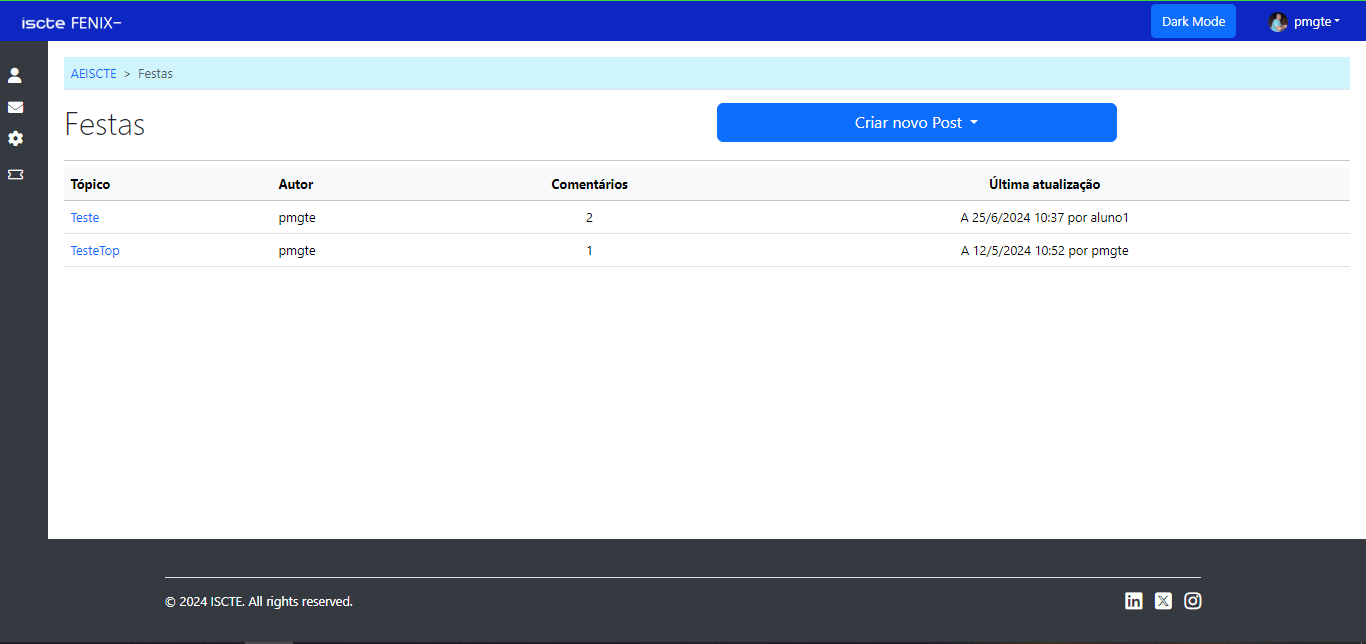 iscte FENIX– Dark Mode pmgte
AEISCTE > Festas
Festas Criar novo Post
Tópico Autor Comentários Última atualização
Teste pmgte 2 A 25/6/2024 10:37 por aluno1
TesteTop pmgte 1 A 12/5/2024 10:52 por pmgte
© 2024 ISCTE. All rights reserved.